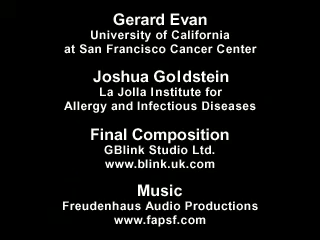 Gerard Evan
University of California
at San Francisco Cancer Center
Joshua Goldstein
La Jolla Institute for
Allergy and Infectious Diseases
Final Composition
GBlink Studio Ltd.
www.blink.uk.com
Music
Freudenhaus Audio Productions
www.fapsf.com